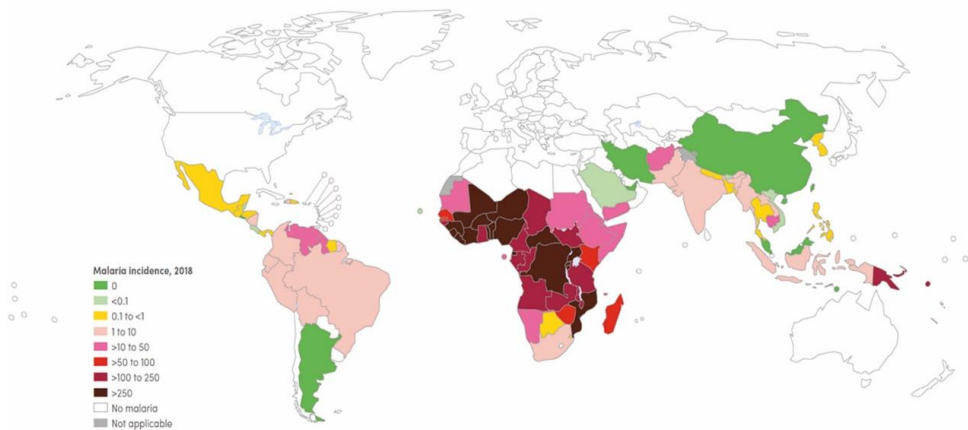 Malaria incidence, 2018
0
<0.1
0.1 to <1
1 to 10
>10 to 50
>50 to 100
>100 to 250
>250
No malaria
Not applicable